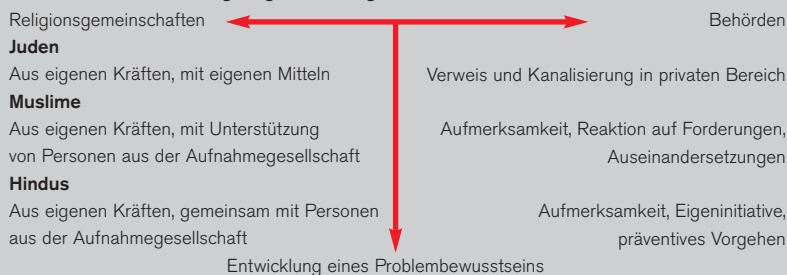 Religionsgemeinschaften Behörden
Juden
Aus eigenen Kräften, mit eigenen Mitteln Verweis und Kanalisierung in privaten Bereich
Muslime
Aus eigenen Kräften, mit Unterstützung Aufmerksamkeit, Reaktion auf Forderungen,
von Personen aus der Aufnahmegesellschaft Auseinandersetzungen
Hindus
Aus eigenen Kräften, gemeinsam mit Personen Aufmerksamkeit, Eigeninitiative,
aus der Aufnahmegesellschaft präventives Vorgehen
Entwicklung eines Problembewusstseins